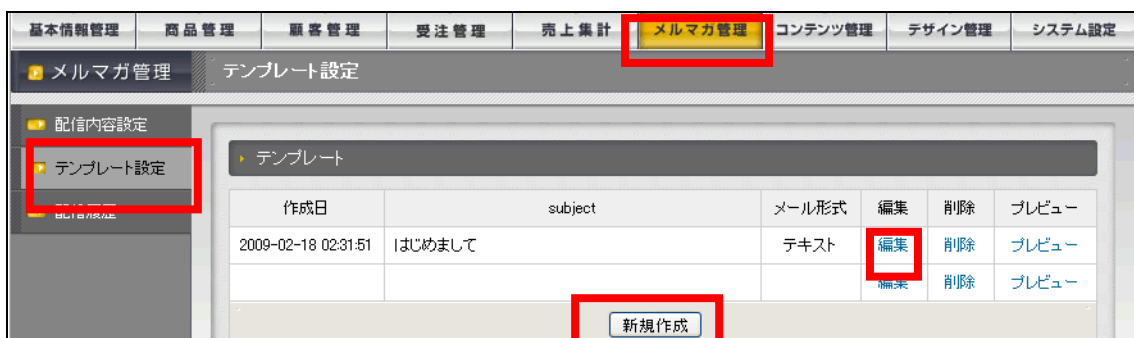 基本情報管理 商品管理 顧客管理 受注管理 売上集計 メルマガ管理 コンテンツ管理 デザイン管理 システム設定
メルマガ管理 テンプレート設定
配信内容設定
テンプレート設定
配信履歴
テンプレート
作成日 subject メール形式 編集 削除 プレビュー
2009-02-18 02:31:51 はじめまして テキスト 編集 削除 プレビュー
編集 削除 プレビュー
新規作成